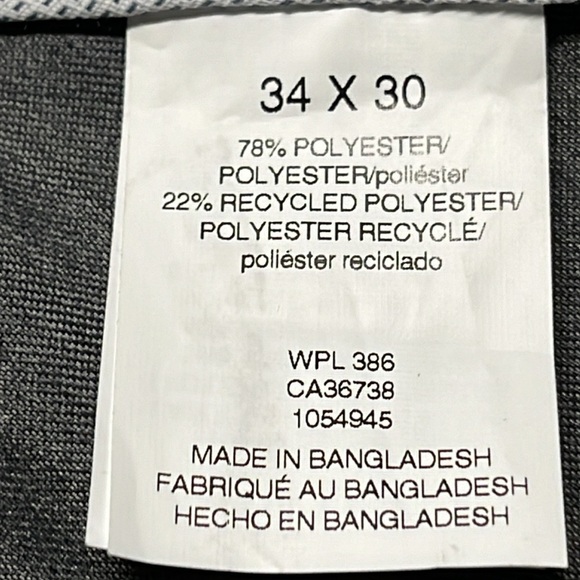 34 X 30
78% POLYESTER/
POLYESTER/poliéster
22% RECYCLED POLYESTER/
POLYESTER RECYCLÉ/
poliéster reciclado
WPL 386
CA36738
1054945
MADE IN BANGLADESH
FABRIQUÉ AU BANGLADESH
HECHO EN BANGLADESH